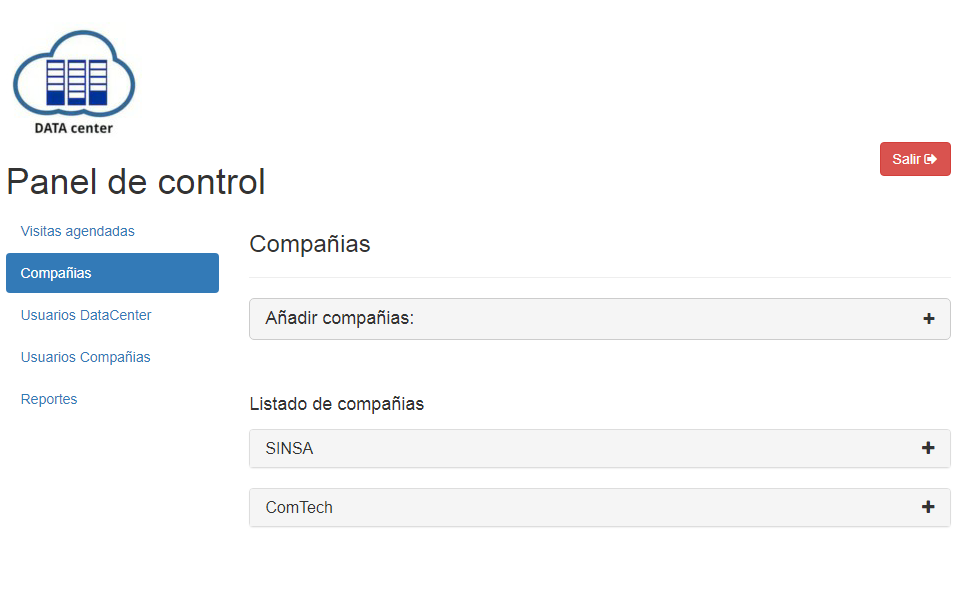 DATA center
Salir
Panel de control
Visitas agendadas
Compañias
Usuarios DataCenter
Usuarios Compañias
Reportes
Compañias
Añadir compañias:
Listado de compañias
SINSA
ComTech